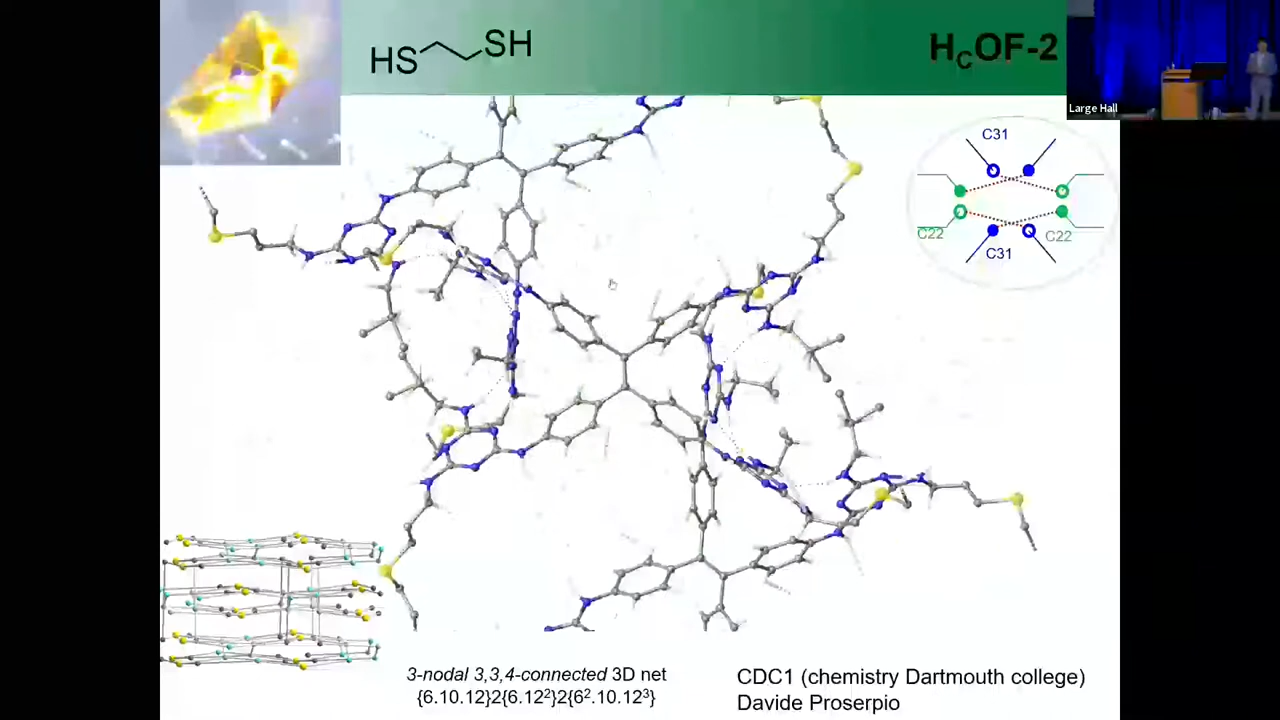 HS SH
HCOF-2
Large Hall
C31
C22 C22
C31
3-nodal 3,3,4-connected 3D net
{6.10.12}2{6.12²}2{6².10.12³}
CDC1 (chemistry Dartmouth college)
Davide Proserpio